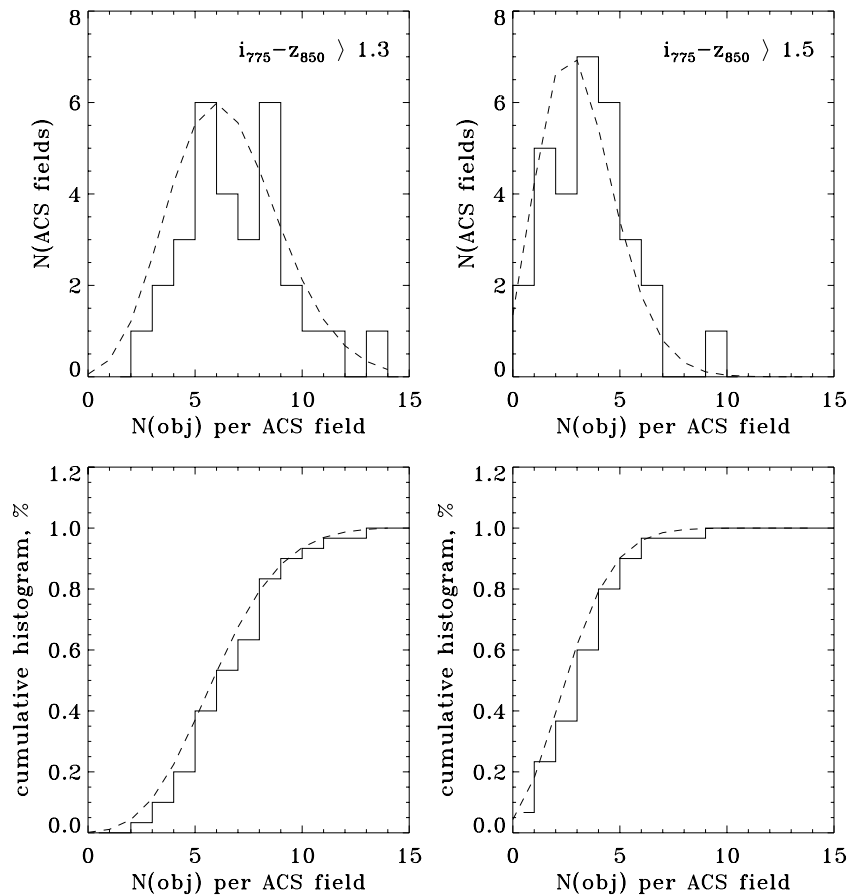 8
6
4
2
0
N(ACS fields)
i₇₇₅−z₈₅₀ 〉 1.3
0 5 10 15
N(obj) per ACS field
8
6
4
2
0
N(ACS fields)
i₇₇₅−z₈₅₀ 〉 1.5
0 5 10 15
N(obj) per ACS field
1.2
1.0
0.8
0.6
0.4
0.2
0.0
cumulative histogram, %
0 5 10 15
N(obj) per ACS field
1.2
1.0
0.8
0.6
0.4
0.2
0.0
cumulative histogram, %
0 5 10 15
N(obj) per ACS field